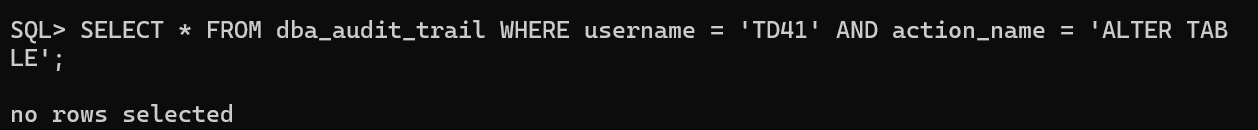 SQL> SELECT * FROM dba_audit_trail WHERE username = 'TD41' AND action_name = 'ALTER TAB
LE';
no rows selected